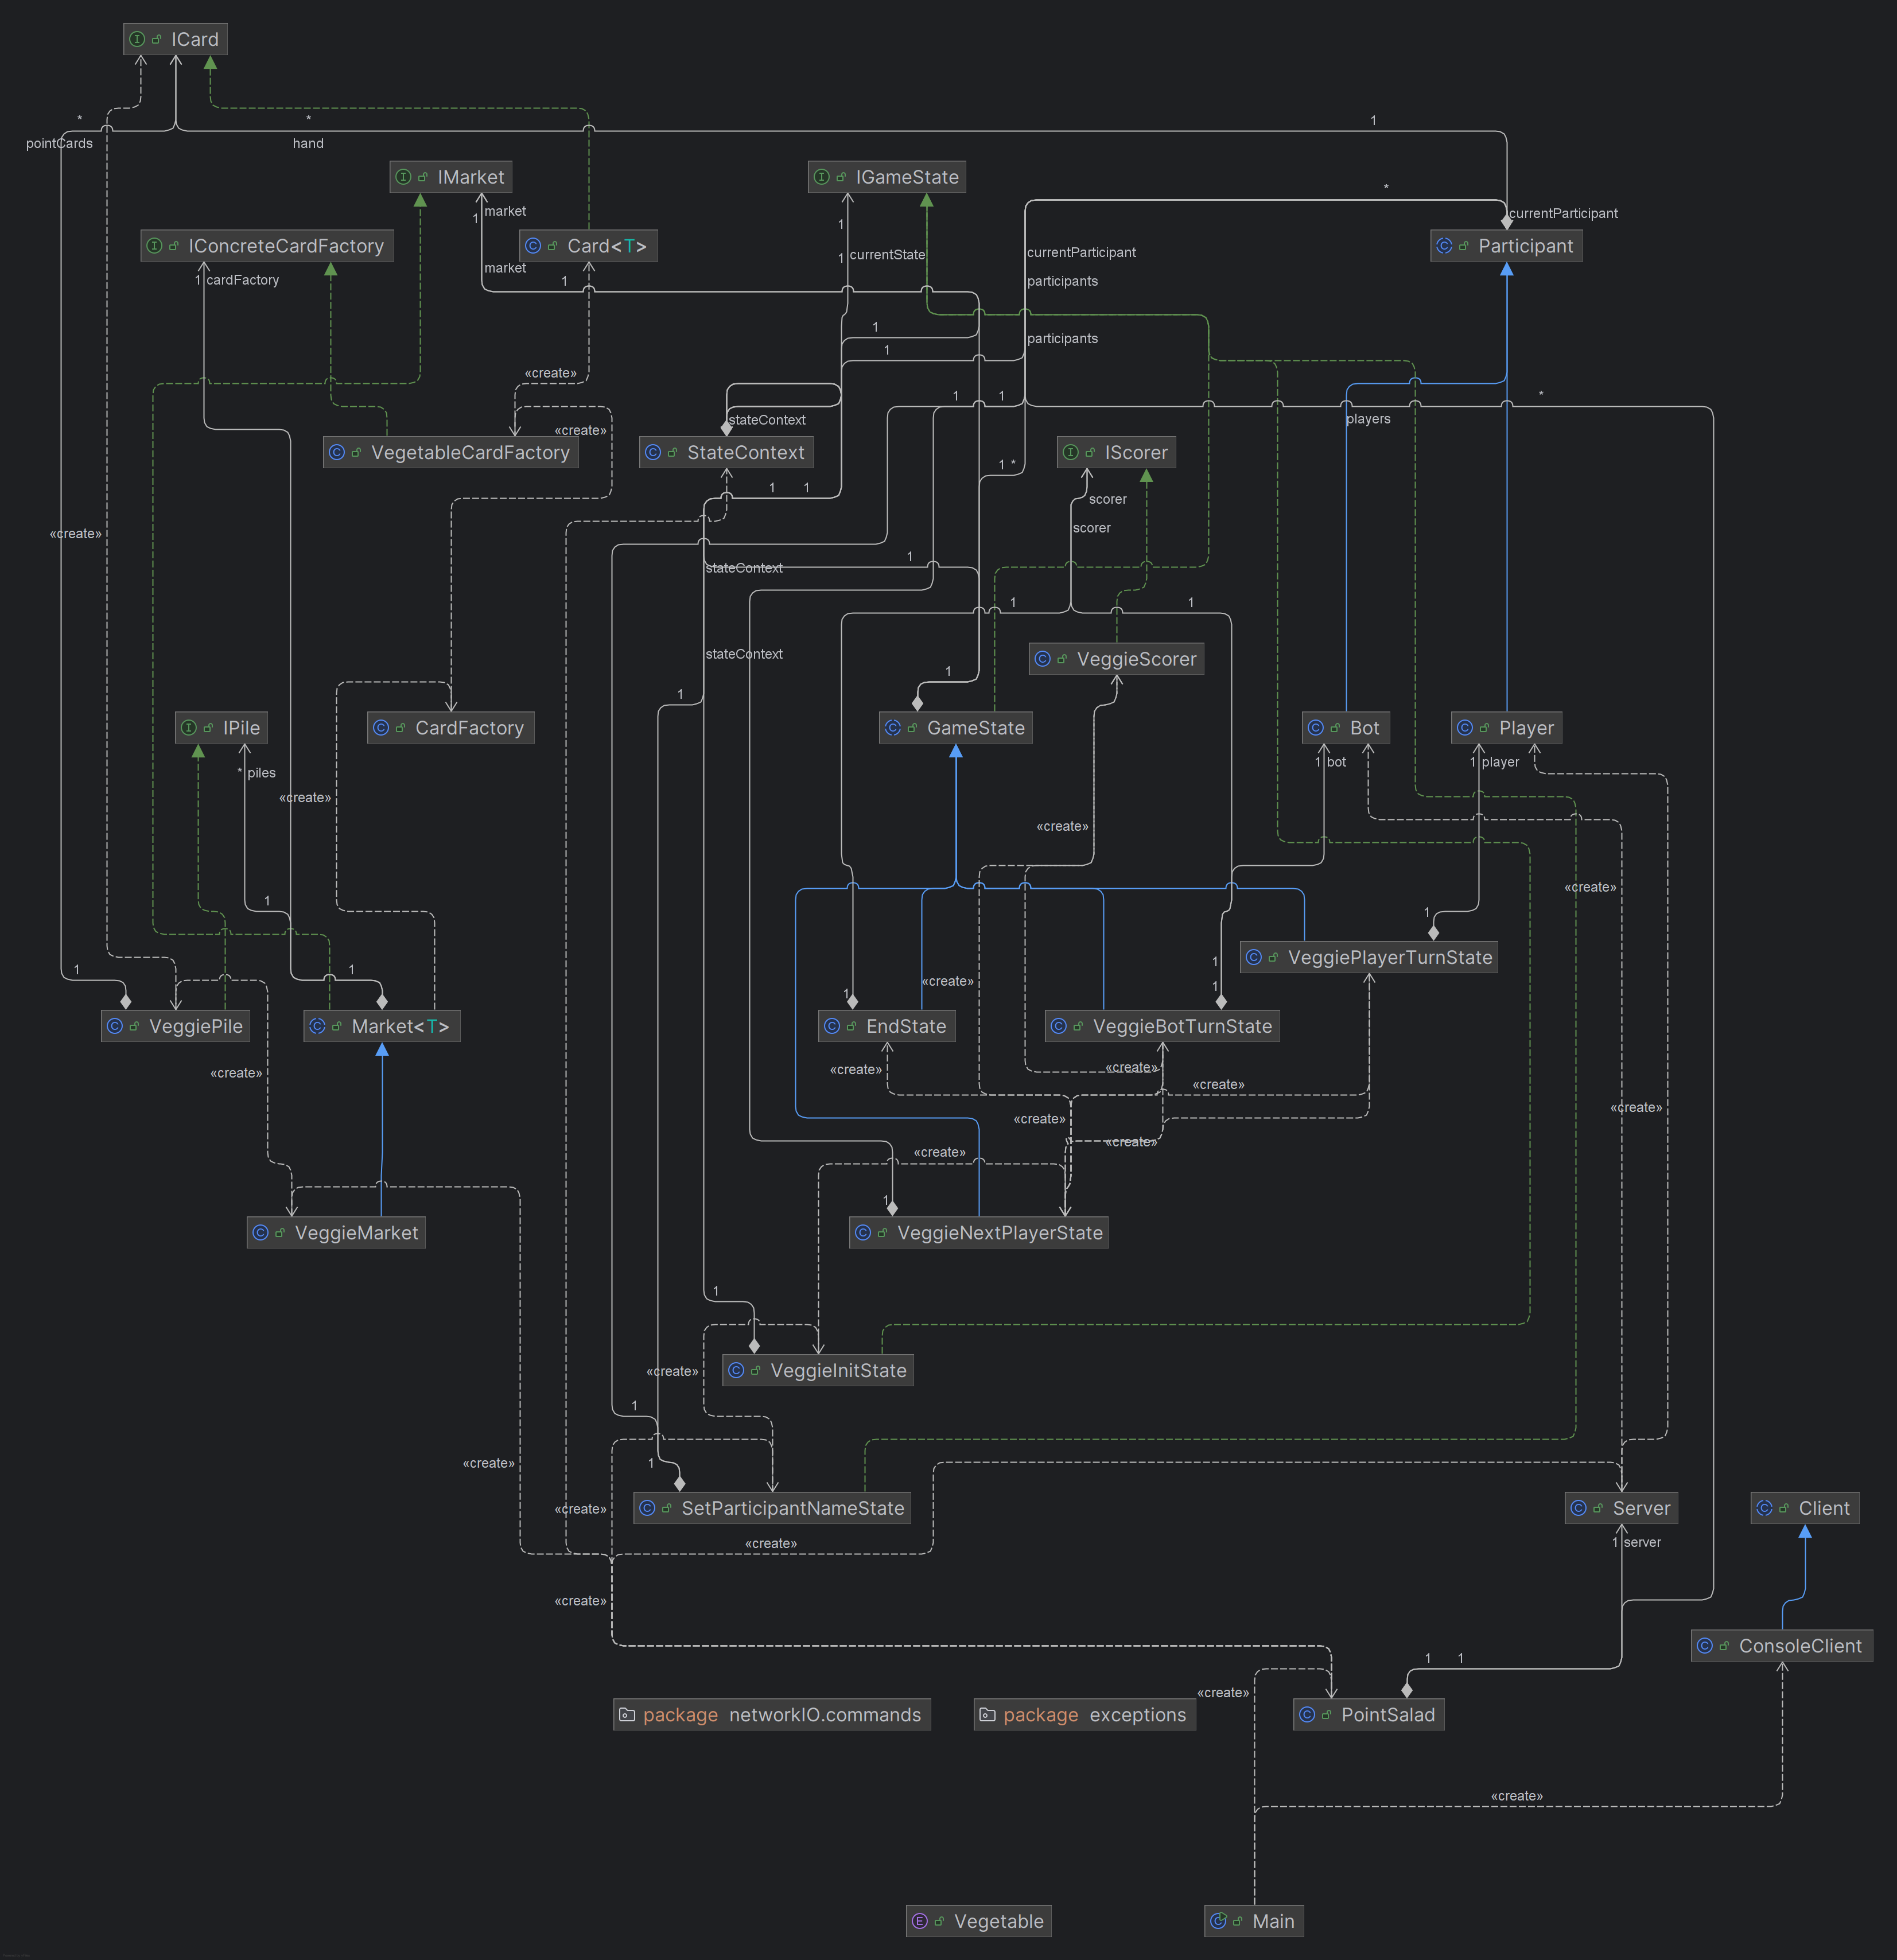 ICard
*
*
1
pointCards
hand
IMarket
IGameState
*
market
1
currentParticipant
1
IConcreteCardFactory
Card<T>
Participant
currentParticipant
1
currentState
market
1 cardFactory
1
participants
1
participants
1
«create»
1
1
*
stateContext
players
«create»
VegetableCardFactory
StateContext
IScorer
1
*
1
1
scorer
scorer
«create»
1
stateContext
1
1
stateContext
VeggieScorer
1
1
IPile
CardFactory
GameState
Bot
Player
* piles
1 bot
1 player
«create»
«create»
«create»
1
1
VeggiePlayerTurnState
1
1
1
«create»
1
1
VeggiePile
Market<T>
EndState
VeggieBotTurnState
«create»
«create»
«create»
«create»
«create»
«create»
«create»
«create»
1
VeggieMarket
VeggieNextPlayerState
1
VeggieInitState
«create»
1
1
«create»
«create»
SetParticipantNameState
Server
Client
«create»
1 server
«create»
ConsoleClient
1
1
«create»
package networkIO.commands
package exceptions
PointSalad
«create»
Vegetable
Main